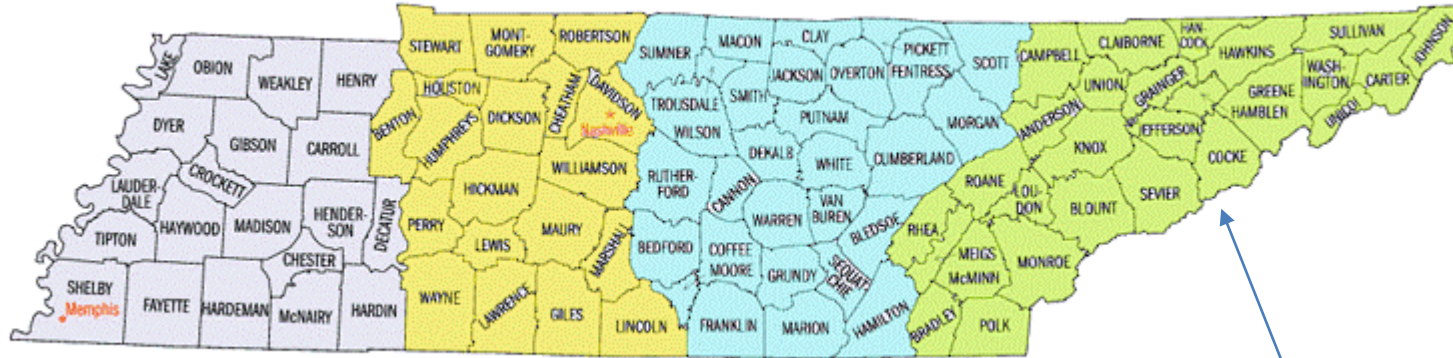 LAKE
OBION
WEAKLEY
HENRY
DYER
GIBSON
CARROLL
CROCKETT
LAUDER-
DALE
HAYWOOD
MADISON
HENDER-
SON
DECATUR
TIPTON
CHESTER
SHELBY
Memphis
FAYETTE
HARDEMAN
McNAIRY
HARDIN
STEWART
MONT-
GOMERY
ROBERTSON
HOUSTON
BENTON
HUMPHREYS
DICKSON
CHEATHAM
DAVIDSON
Nashville
WILLIAMSON
HICKMAN
PERRY
LEWIS
MAURY
MARSHALL
WAYNE
LAWRENCE
GILES
LINCOLN
SUMNER
MACON
CLAY
PICKETT
SCOTT
TROUSDALE
SMITH
JACKSON
OVERTON
FENTRESS
WILSON
PUTNAM
MORGAN
DEKALB
WHITE
CUMBERLAND
RUTHER-
FORD
CANNON
WARREN
VAN
BUREN
BLEDSOE
BEDFORD
COFFEE
MOORE
GRUNDY
SEQUAT-
CHIE
FRANKLIN
MARION
HAMILTON
CAMPBELL
CLAIBORNE
HAN-
COCK
HAWKINS
SULLIVAN
JOHNSON
UNION
GRAINGER
WASH-
INGTON
CARTER
GREENE
HAMBLEN
UNICOI
ANDERSON
KNOX
JEFFERSON
COCKE
ROANE
LOU-
DON
BLOUNT
SEVIER
RHEA
MEIGS
McMINN
MONROE
BRADLEY
POLK